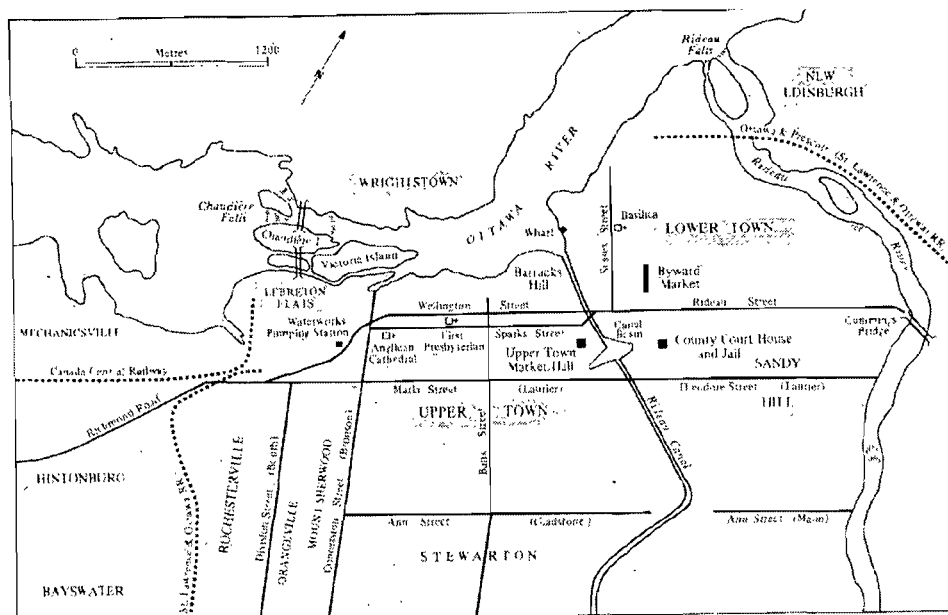 0
Metres
1200
N
Rideau
Falls
NEW
EDINBURGH
Ottawa & Prescott (St. Lawrence & Ottawa RR.
Rideau
River
OTTAWA
RIVER
WRIGHTSTOWN
Chaudière
Falls
Chaudière I.
Victoria Island
Wharf
Sussex Street
Basilica
LOWER TOWN
Barracks
Hill
Byward
Market
LEBRETON
FLATS
MECHANICSVILLE
Waterworks
Pumping Station
Wellington Street
Rideau Street
Cummings
Bridge
Anglican
Cathedral
First
Presbyterian
Sparks Street
Canal
Basin
Upper Town
Market Hall
County Court House
and Jail
SANDY
HILL
Canada Central Railway
Richmond Road
Maria Street (Laurier)
Theodore Street (Laurier)
UPPER TOWN
Bank Street
Rideau Canal
HINTONBURG
ROCHESTERVILLE
Division Street (Booth)
ORANGEVILLE
MOUNT SHERWOOD
Concession Street (Bronson)
Ann Street (Gladstone)
Ann Street (Main)
STEWARTON
BAYSWATER
St. Lawrence & Ottawa RR.